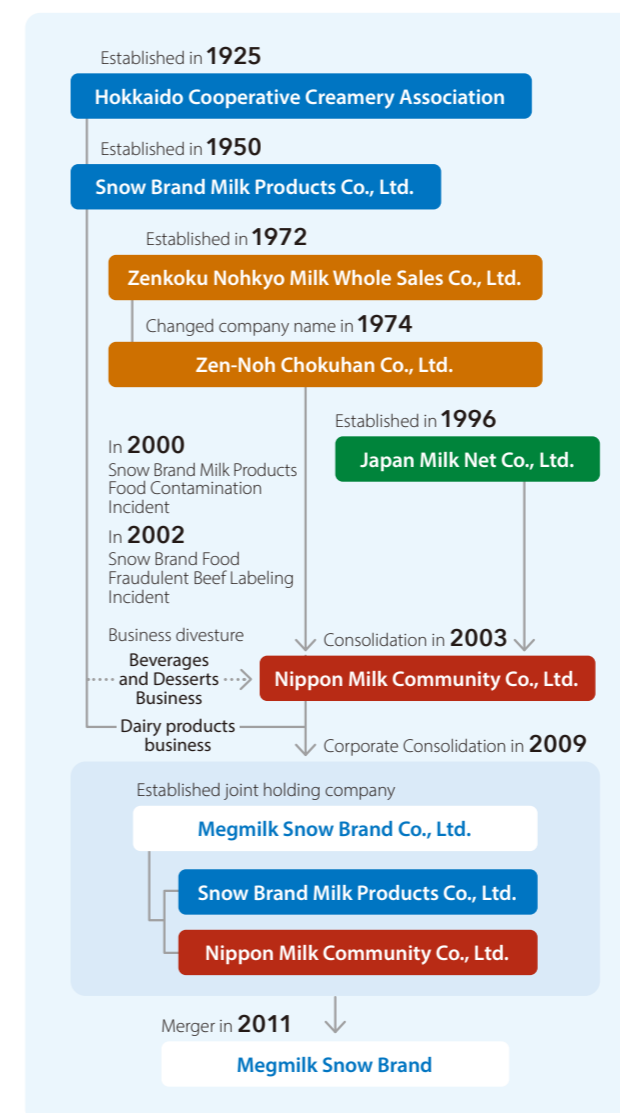 Established in 1925
Hokkaido Cooperative Creamery Association
Established in 1950
Snow Brand Milk Products Co., Ltd.
Established in 1972
Zenkoku Nohkyo Milk Whole Sales Co., Ltd.
Changed company name in 1974
Zen-Noh Chokuhan Co., Ltd.
Established in 1996
Japan Milk Net Co., Ltd.
In 2000
Snow Brand Milk Products
Food Contamination
Incident
In 2002
Snow Brand Food
Fraudulent Beef Labeling
Incident
Business divesture
Beverages
and Desserts
Business
Consolidation in 2003
Nippon Milk Community Co., Ltd.
Dairy products
business
Corporate Consolidation in 2009
Established joint holding company
Megmilk Snow Brand Co., Ltd.
Snow Brand Milk Products Co., Ltd.
Nippon Milk Community Co., Ltd.
Merger in 2011
Megmilk Snow Brand